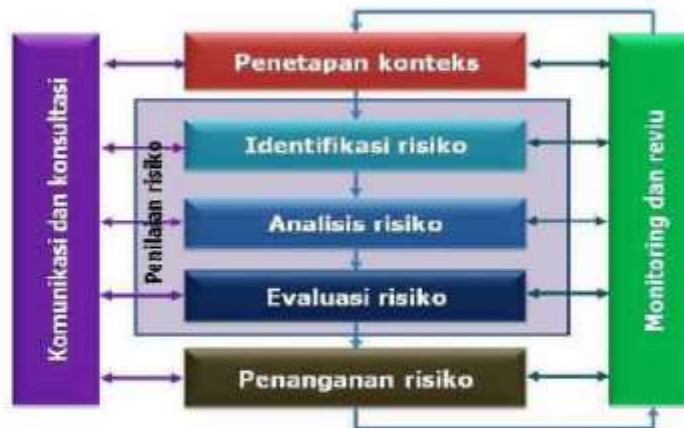 Komunikasi dan konsultasi
Penetapan konteks
Penilaian risiko
Identifikasi risiko
Analisis risiko
Evaluasi risiko
Penanganan risiko
Monitoring dan reviu